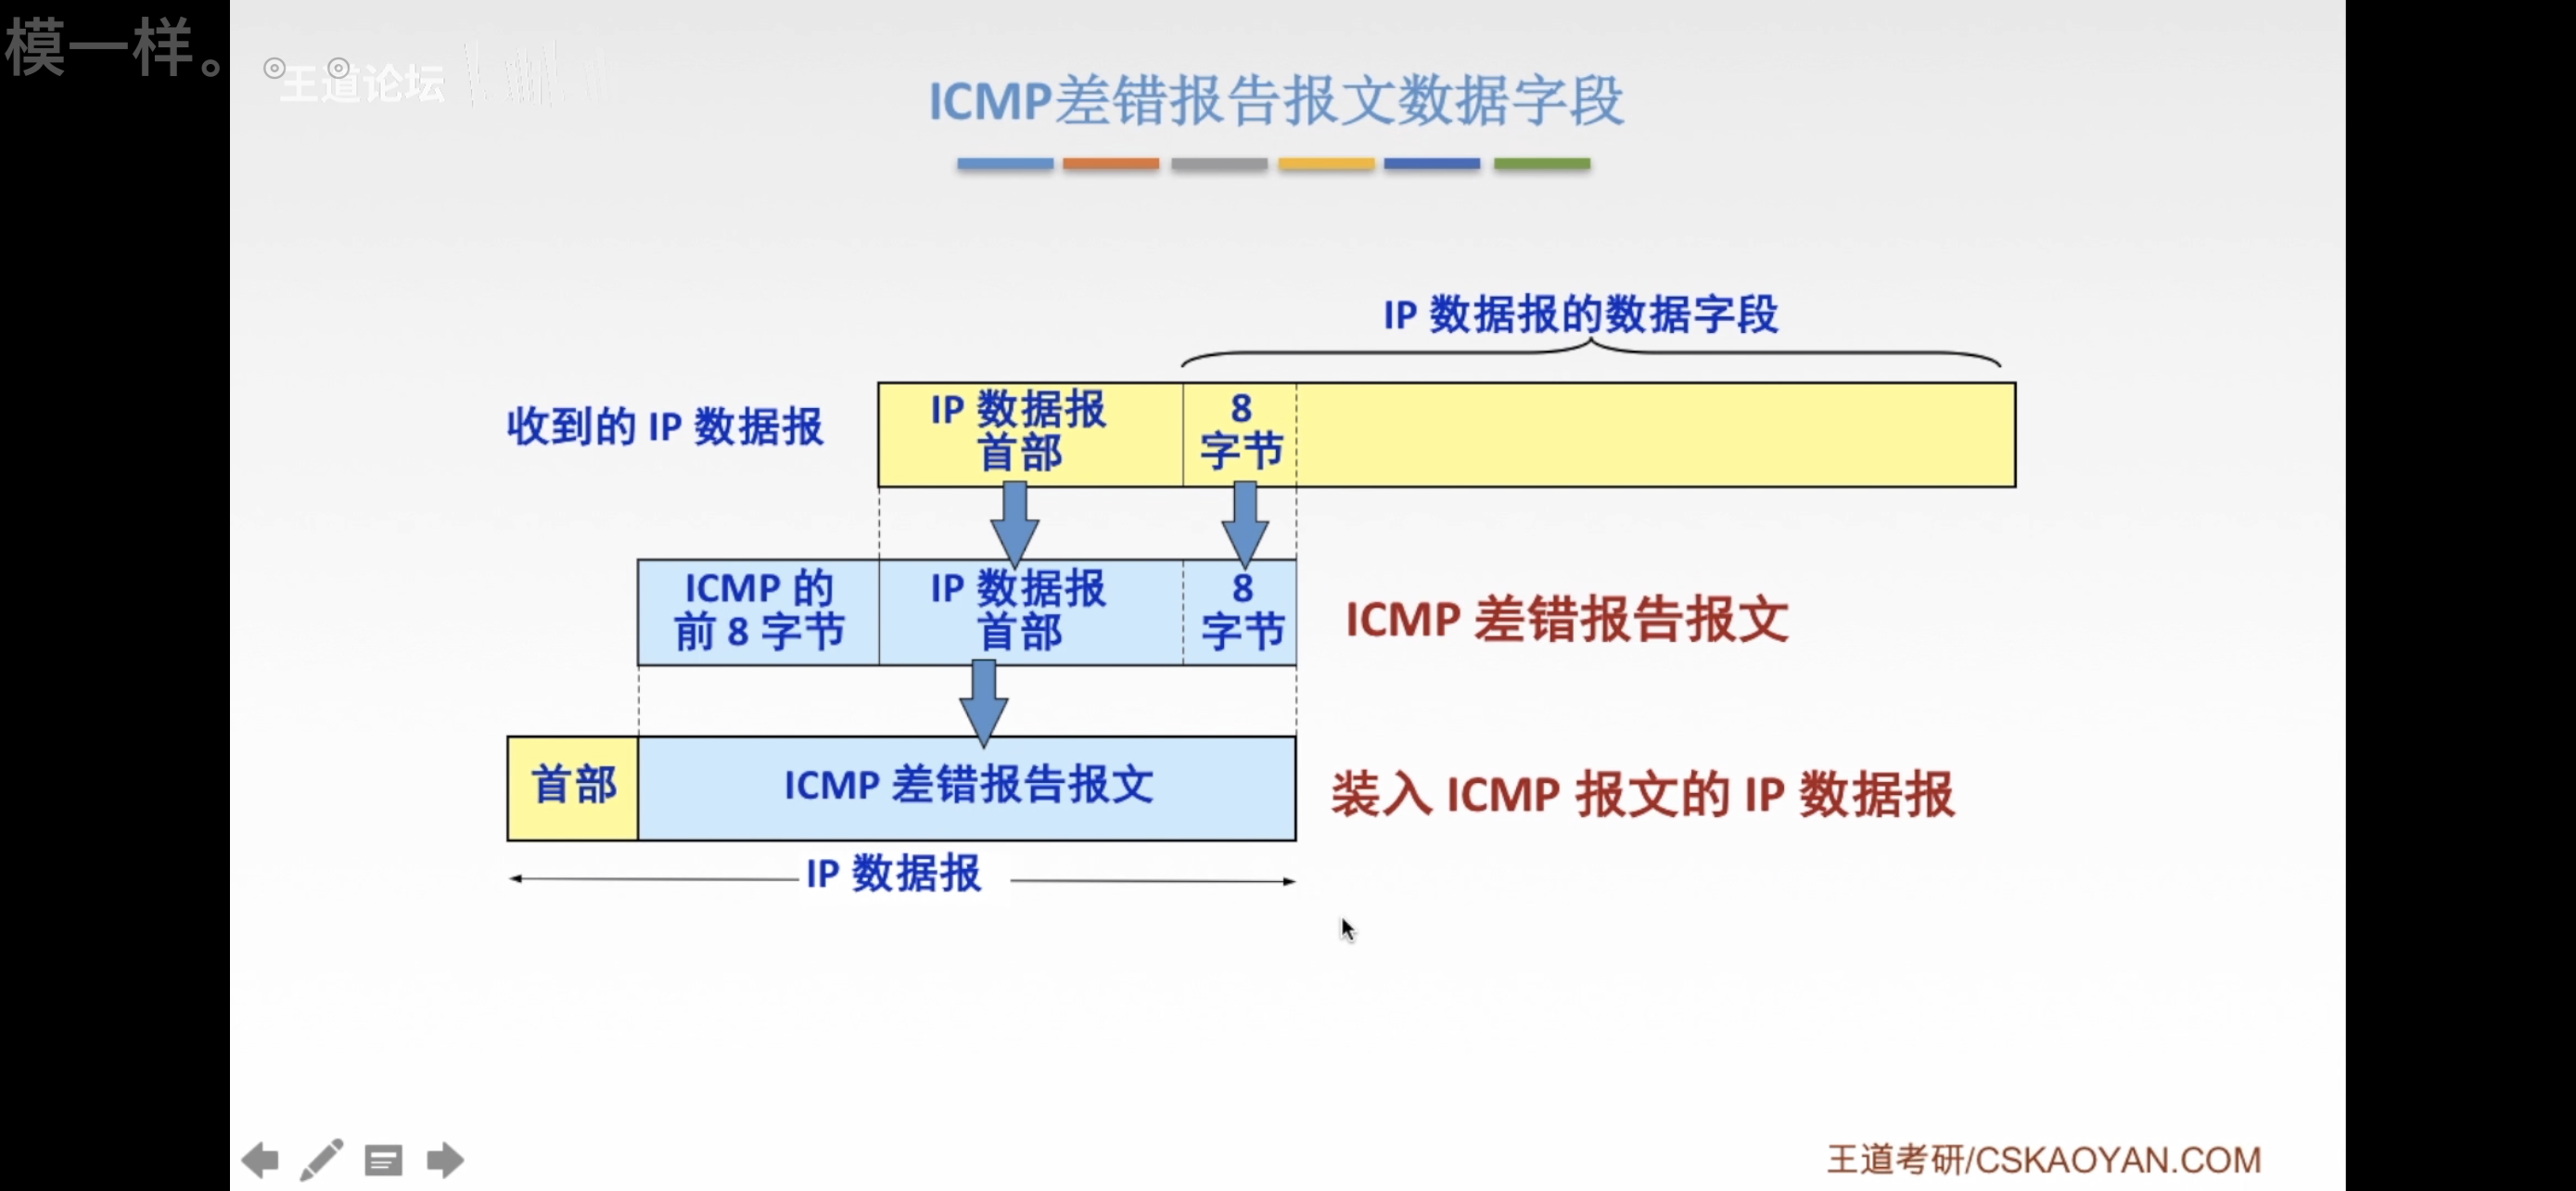 模一样。
王道论坛
ICMP差错报告报文数据字段
IP 数据报的数据字段
收到的 IP 数据报
IP 数据报
首部
8
字节
ICMP 的
前 8 字节
IP 数据报
首部
8
字节
ICMP 差错报告报文
首部
ICMP 差错报告报文
装入 ICMP 报文的 IP 数据报
IP 数据报
王道考研/CSKAOYAN.COM